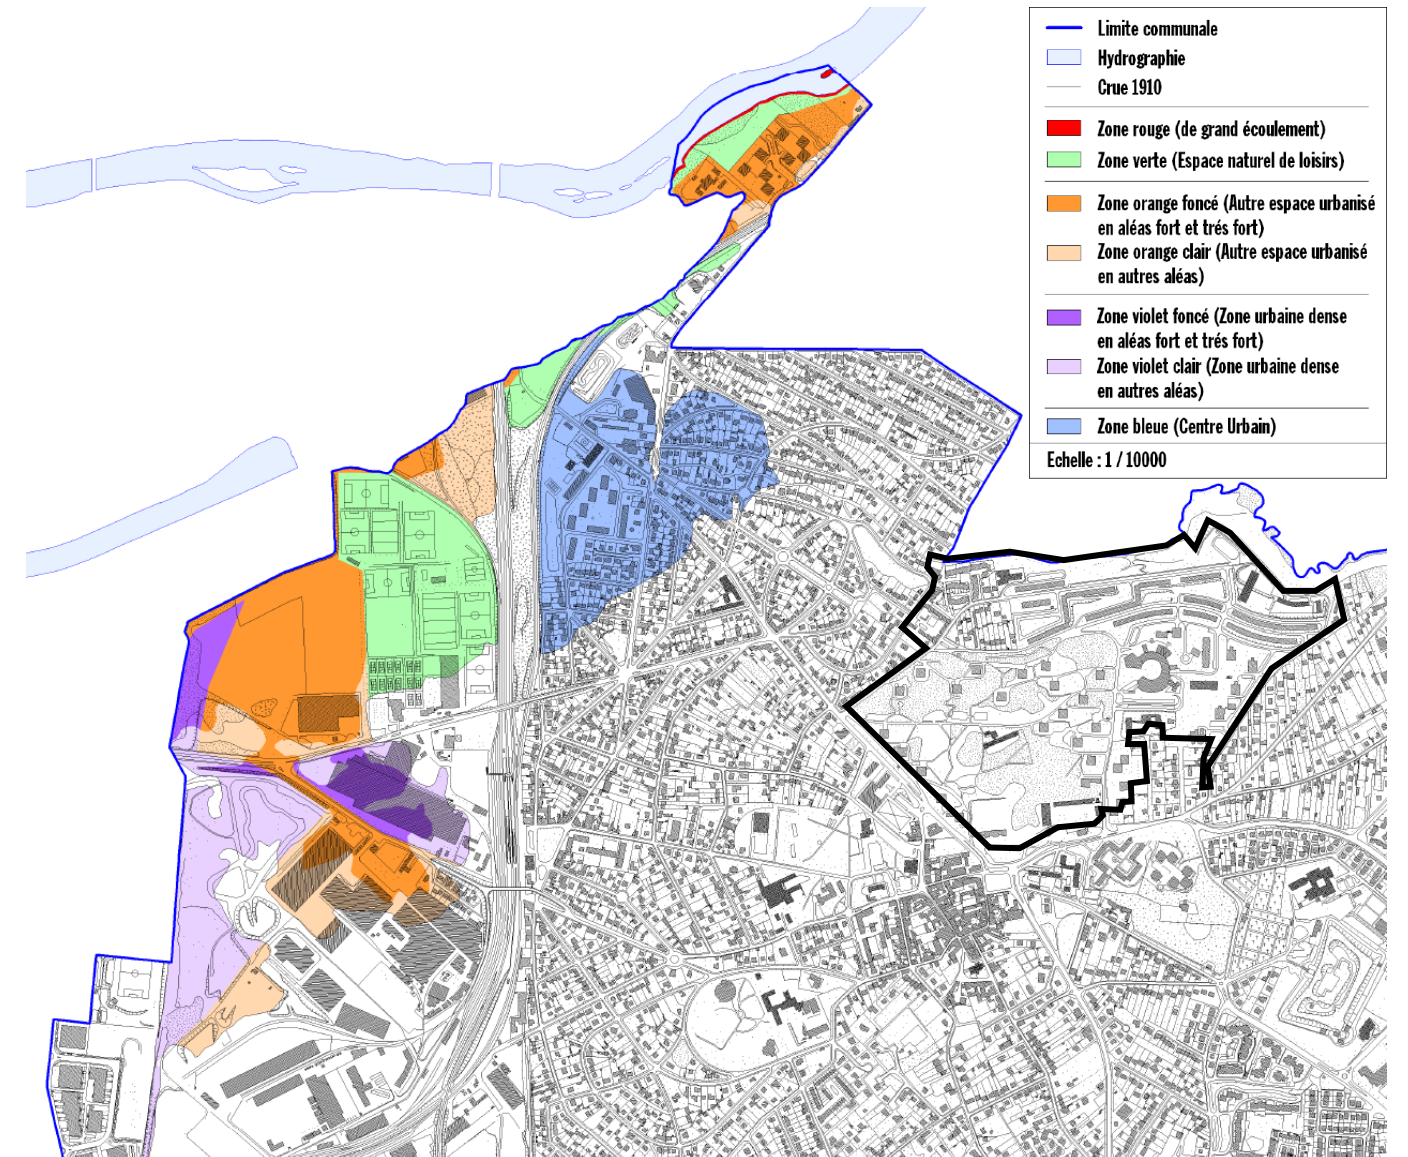 Limite communale
Hydrographie
Crue 1910
Zone rouge (de grand écoulement)
Zone verte (Espace naturel de loisirs)
Zone orange foncé (Autre espace urbanisé
en aléas fort et trés fort)
Zone orange clair (Autre espace urbanisé
en autres aléas)
Zone violet foncé (Zone urbaine dense
en aléas fort et trés fort)
Zone violet clair (Zone urbaine dense
en autres aléas)
Zone bleue (Centre Urbain)
Echelle : 1 / 10000